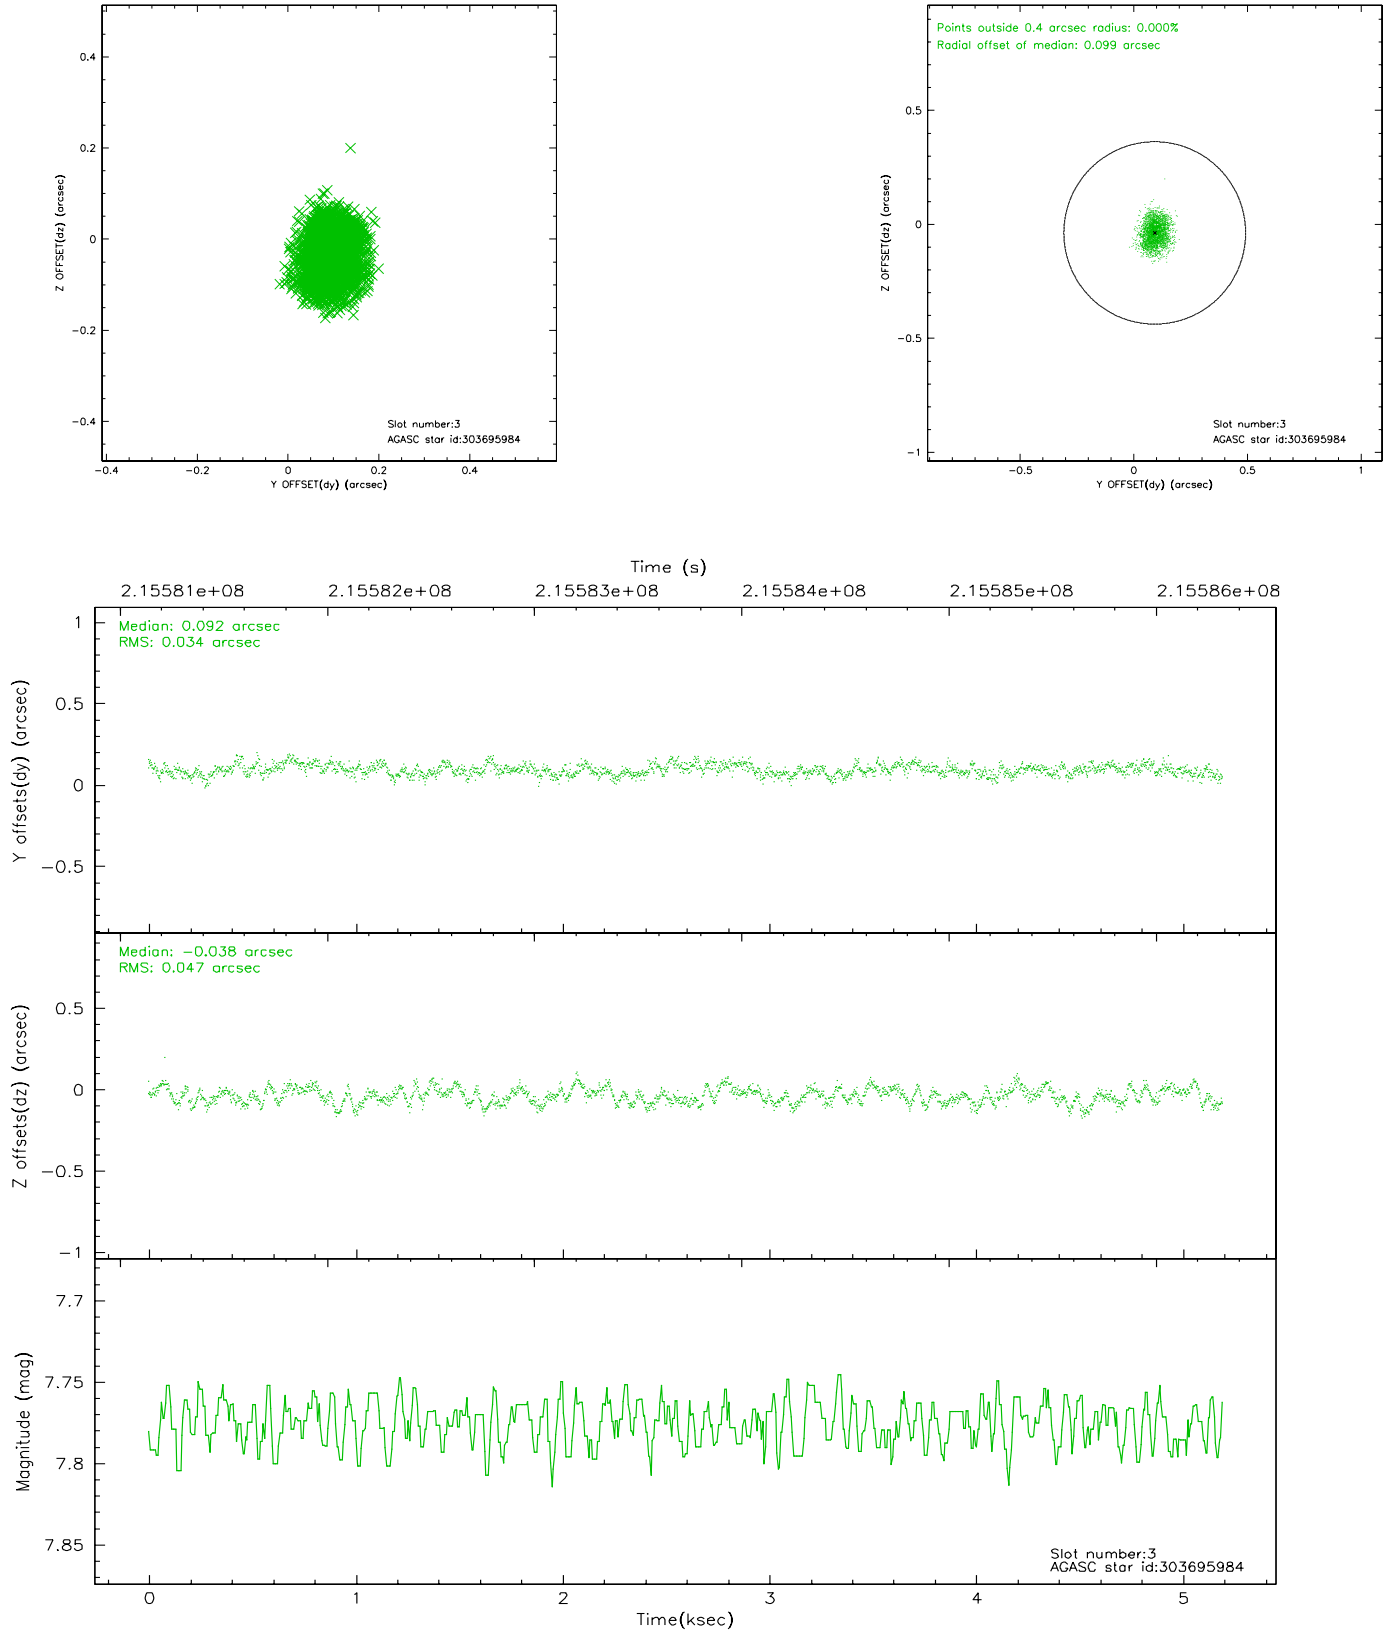 0.4
0.2
0
−0.2
−0.4
Z OFFSET(dz) (arcsec)
Slot number:3
AGASC star id:303695984
−0.4
−0.2
0
0.2
0.4
Y OFFSET(dy) (arcsec)
Points outside 0.4 arcsec radius: 0.000%
Radial offset of median: 0.099 arcsec
0.5
0
−0.5
−1
Z OFFSET(dz) (arcsec)
Slot number:3
AGASC star id:303695984
−0.5
0
0.5
1
Y OFFSET(dy) (arcsec)
Time (s)
2.15581e+08
2.15582e+08
2.15583e+08
2.15584e+08
2.15585e+08
2.15586e+08
Median: 0.092 arcsec
RMS: 0.034 arcsec
1
0.5
0
−0.5
Y offsets(dy) (arcsec)
Median: −0.038 arcsec
RMS: 0.047 arcsec
0.5
0
−0.5
−1
Z offsets(dz) (arcsec)
7.7
7.75
7.8
7.85
Magnitude (mag)
Slot number:3
AGASC star id:303695984
0
1
2
3
4
5
Time(ksec)